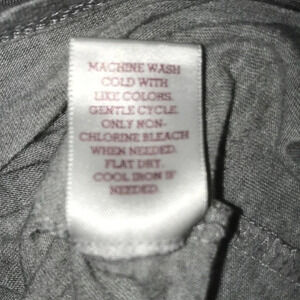 MACHINE WASH
COLD WITH
LIKE COLORS.
GENTLE CYCLE.
ONLY NON-
CHLORINE BLEACH
WHEN NEEDED.
FLAT DRY.
COOL IRON IF
NEEDED.